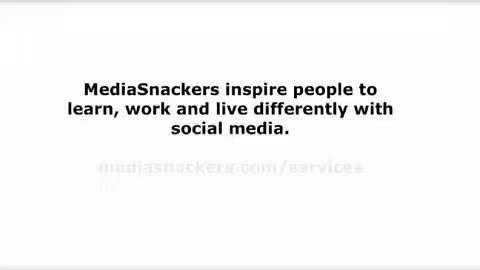 MediaSnackers inspire people to
learn, work and live differently with
social media.
mediasnackers.com/services